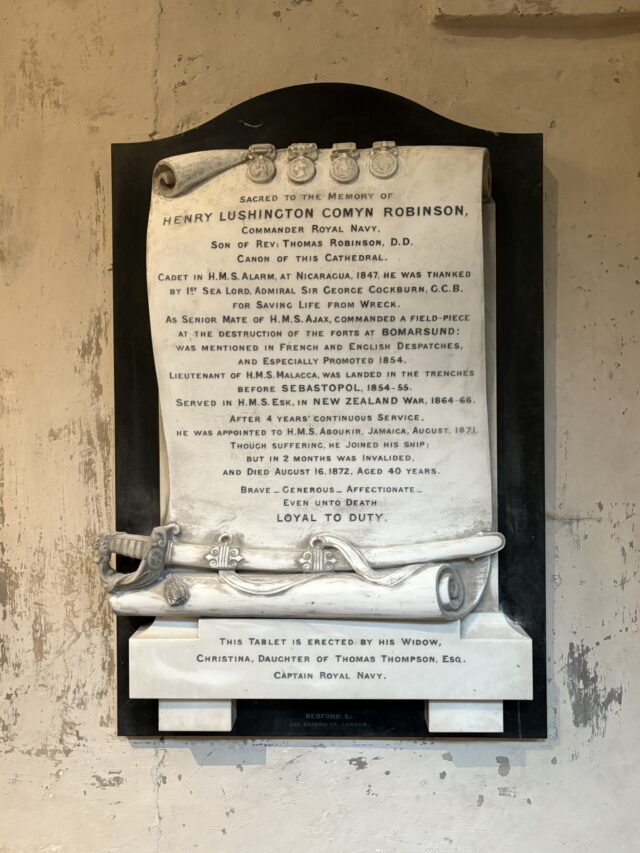 SACRED TO THE MEMORY OF
HENRY LUSHINGTON COMYN ROBINSON,
COMMANDER ROYAL NAVY,
SON OF REV: THOMAS ROBINSON, D.D.
CANON OF THIS CATHEDRAL.
CADET IN H.M.S. ALARM, AT NICARAGUA, 1847, HE WAS THANKED
BY 1ST SEA LORD, ADMIRAL SIR GEORGE COCKBURN, G.C.B.
FOR SAVING LIFE FROM WRECK.
AS SENIOR MATE OF H.M.S. AJAX, COMMANDED A FIELD-PIECE
AT THE DESTRUCTION OF THE FORTS AT BOMARSUND:
WAS MENTIONED IN FRENCH AND ENGLISH DESPATCHES,
AND ESPECIALLY PROMOTED 1854.
LIEUTENANT OF H.M.S. MALACCA, WAS LANDED IN THE TRENCHES
BEFORE SEBASTOPOL, 1854-55.
SERVED IN H.M.S. ESK, IN NEW ZEALAND WAR, 1864-66.
AFTER 4 YEARS' CONTINUOUS SERVICE,
HE WAS APPOINTED TO H.M.S. ABOUKIR, JAMAICA, AUGUST, 1871,
THOUGH SUFFERING, HE JOINED HIS SHIP;
BUT IN 2 MONTHS WAS INVALIDED,
AND DIED AUGUST 16, 1872, AGED 40 YEARS.
BRAVE _ GENEROUS _ AFFECTIONATE _
EVEN UNTO DEATH
LOYAL TO DUTY.
THIS TABLET IS ERECTED BY HIS WIDOW,
CHRISTINA, DAUGHTER OF THOMAS THOMPSON, ESQ.
CAPTAIN ROYAL NAVY.
BEDFORD,
OXFORD ST. LONDON.